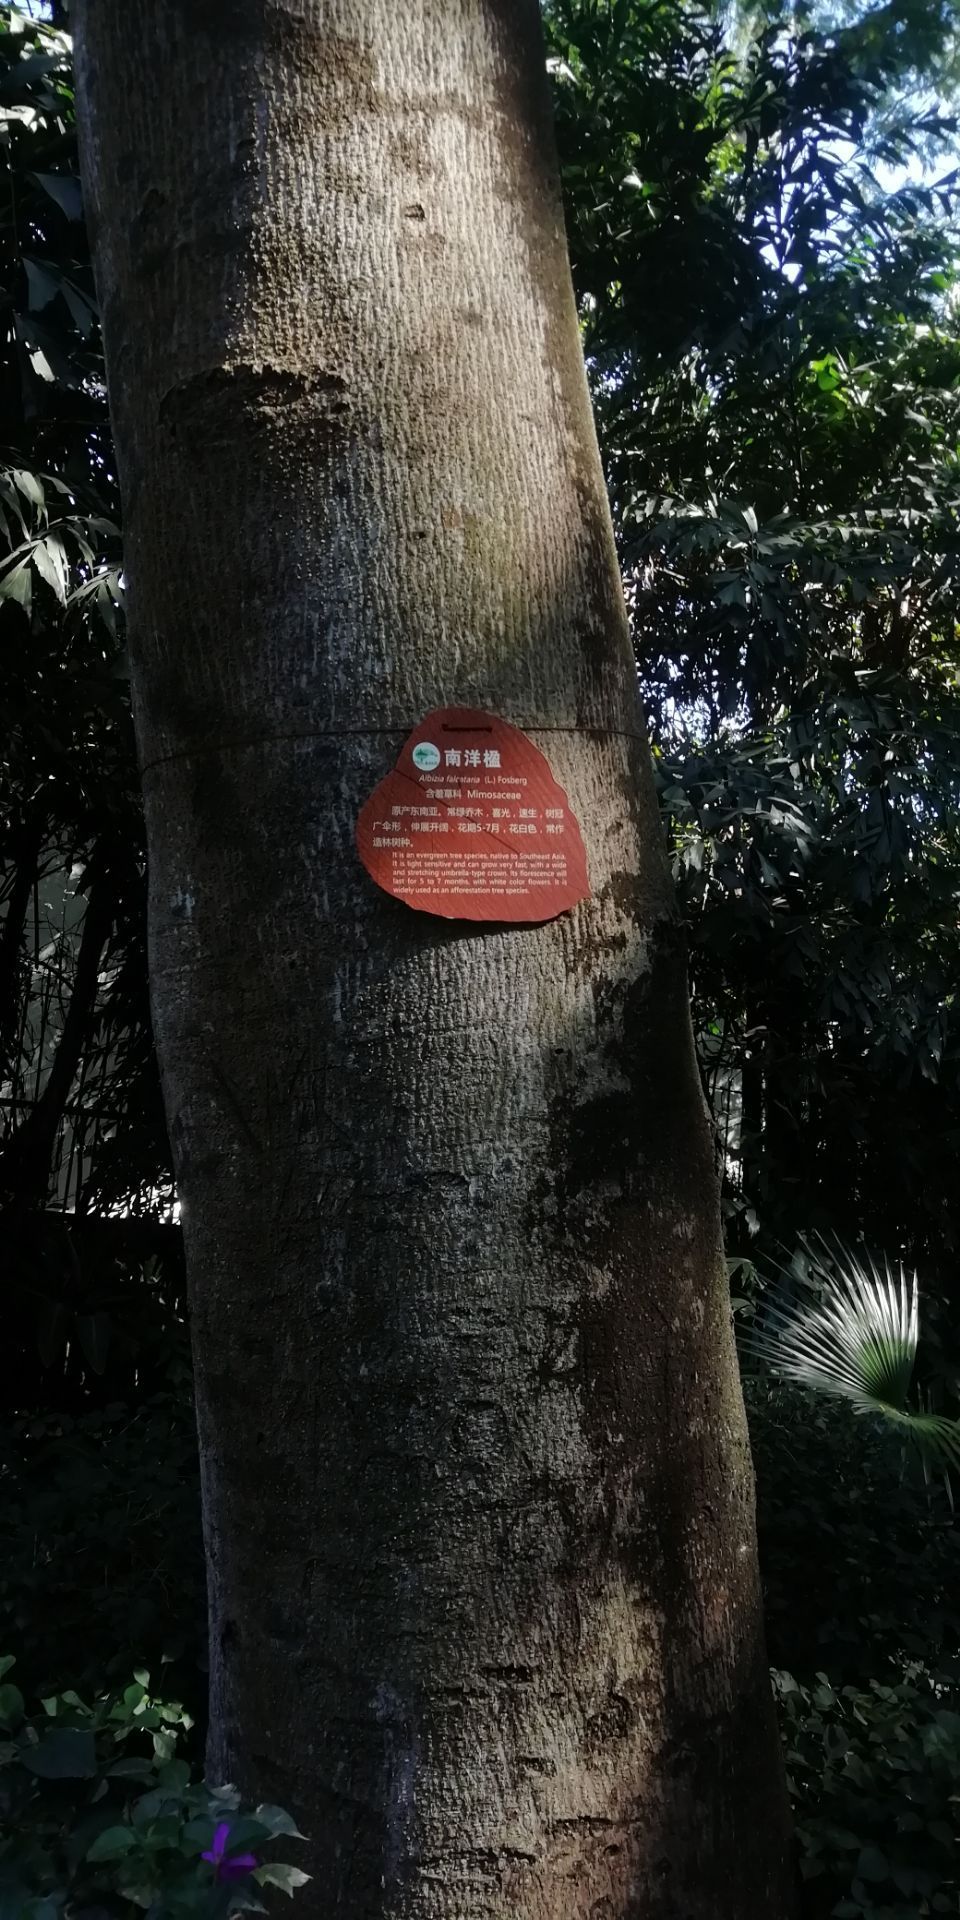 南洋楹
Albizia falcataria (L.) Fosberg
含羞草科 Mimosaceae
原产东南亚。常绿乔木，喜光，速生，树冠
广伞形，伸展开阔，花期5-7月，花白色，常作
造林树种。
It is an evergreen tree species, native to Southeast Asia.
It is light sensitive and can grow very fast, with a wide
and stretching umbrella-type crown. Its florescence will
last for 5 to 7 months, with white color flowers. It is
widely used as an afforestation tree species.